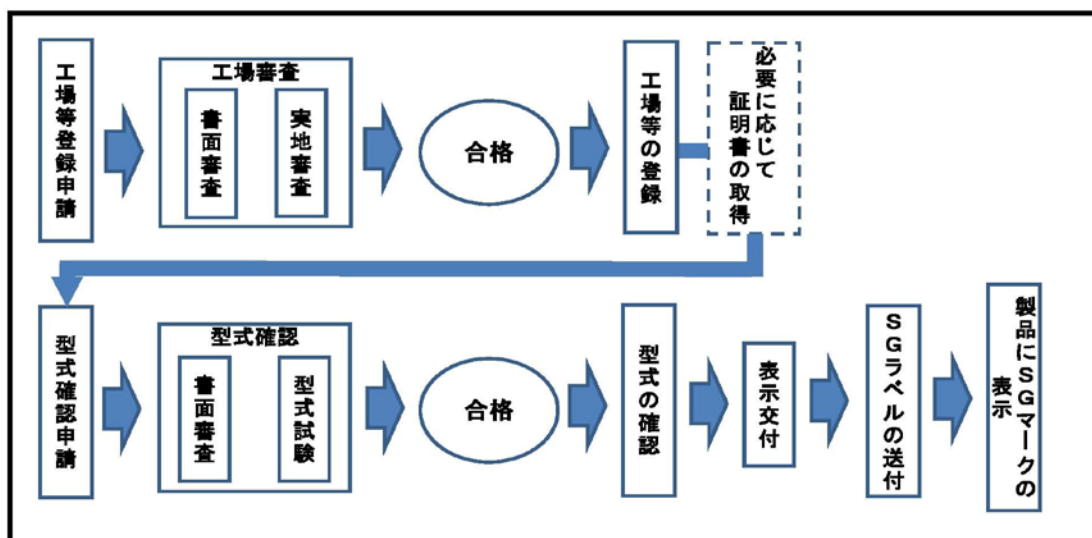 工場等登録申請
工場審査
書面審査
実地審査
合格
工場等の登録
必要に応じて
証明書の取得
型式確認申請
型式確認
書面審査
型式試験
合格
型式の確認
表示交付
SGラベルの送付
製品にSGマークの
表示